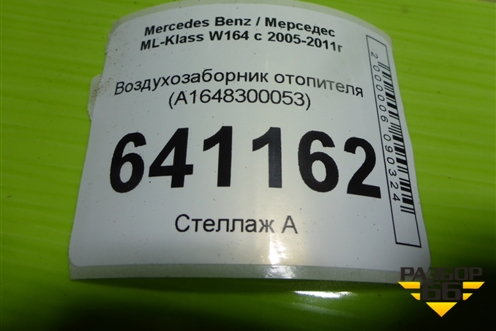 Mercedes Benz / Мерседес
ML-Klass W164 с 2005-2011г
Воздухозаборник отопителя
(A1648300053)
641162
Стеллаж А
2000006090324
РАЗБОР
66